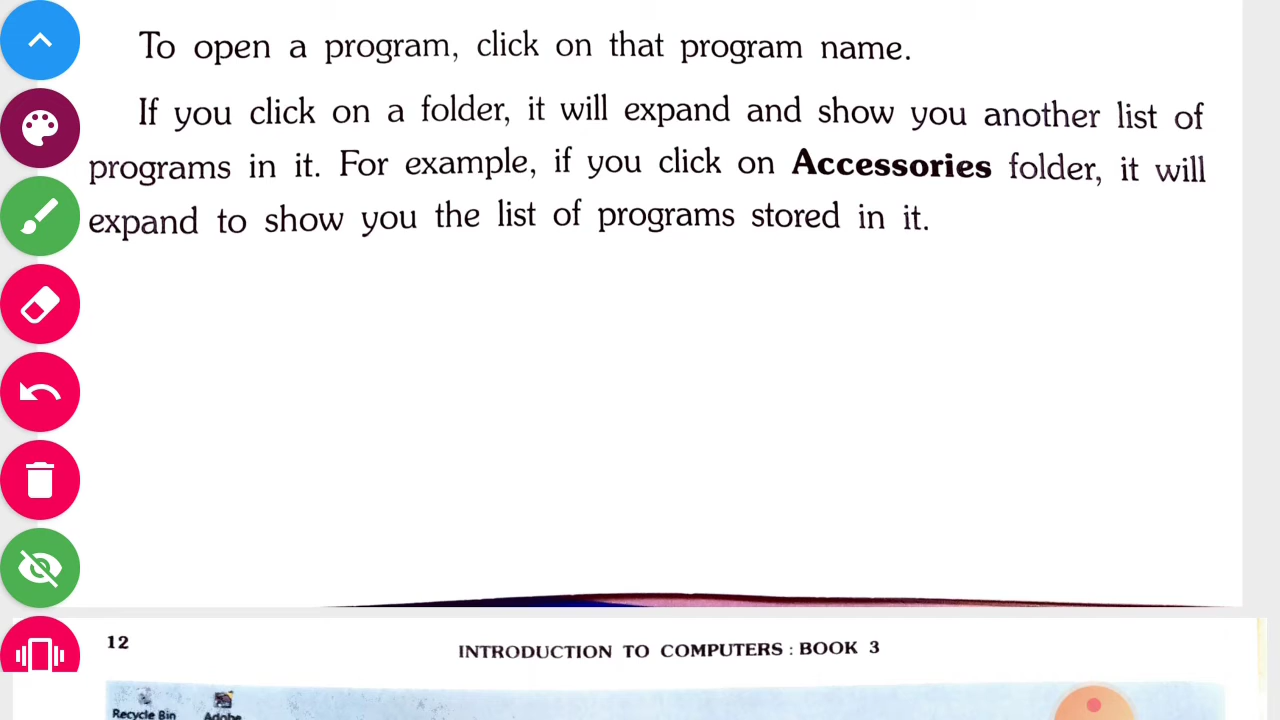 To open a program, click on that program name.
If you click on a folder, it will expand and show you another list of
programs in it. For example, if you click on Accessories folder, it will
expand to show you the list of programs stored in it.
12
INTRODUCTION TO COMPUTERS : BOOK 3
Recycle Bin Adobe